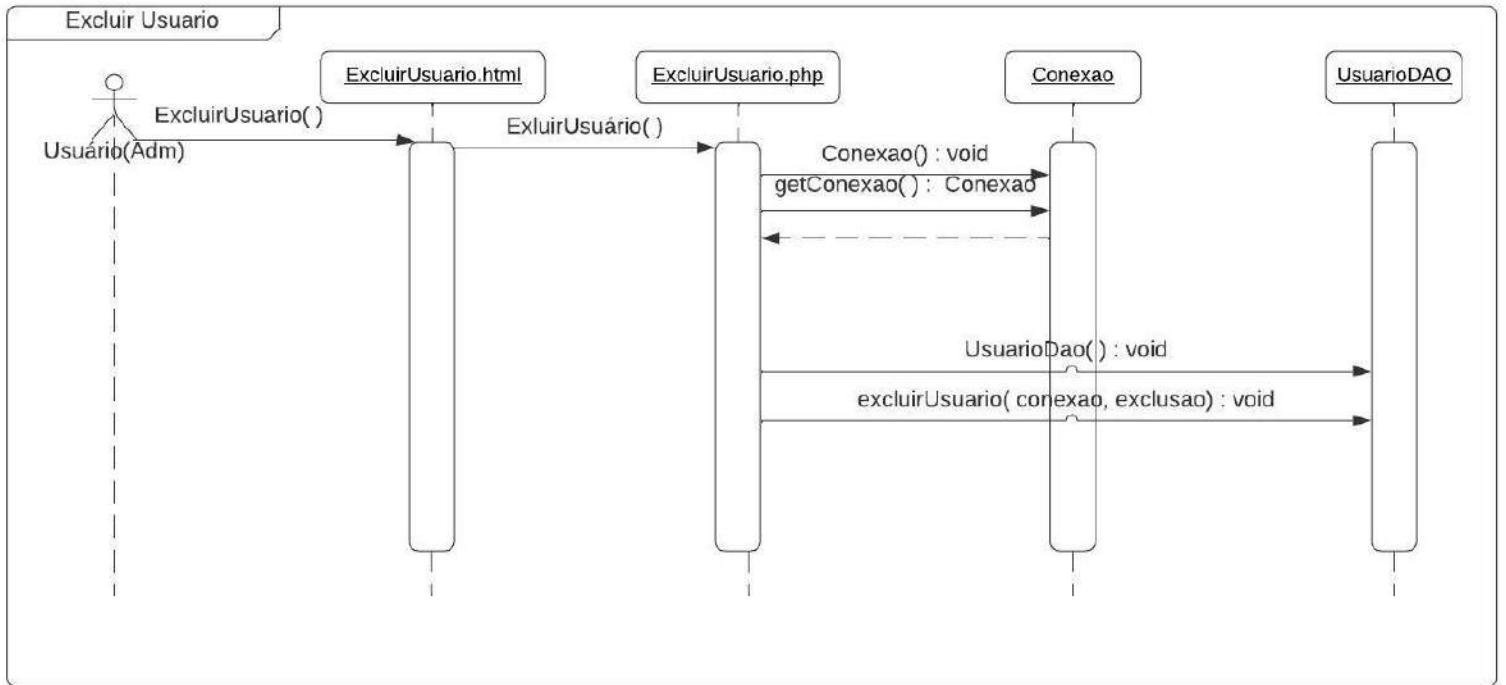 Excluir Usuario
ExcluirUsuario.html
ExcluirUsuario.php
Conexao
UsuarioDAO
Usuário(Adm)
ExcluirUsuario( )
ExluirUsuário( )
Conexao() : void
getConexao( ) : Conexao
UsuarioDao( ) : void
excluirUsuario( conexao, exclusao) : void